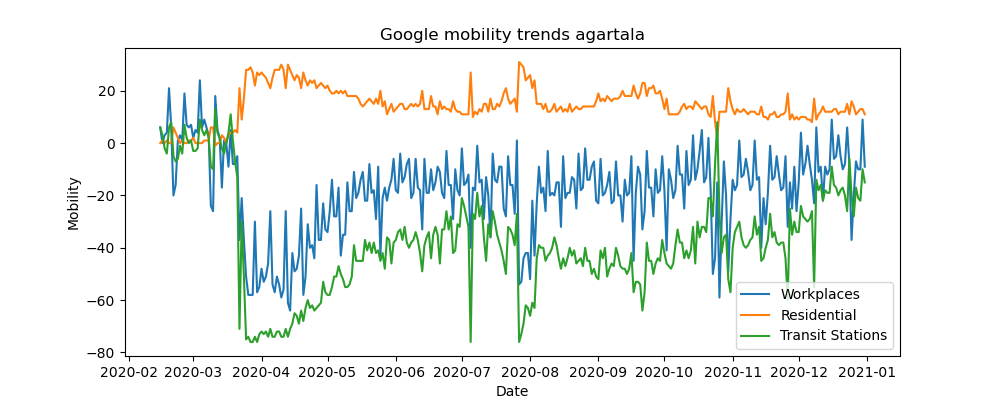 Google mobility trends agartala
Mobility
20
0
−20
−40
−60
−80
Workplaces
Residential
Transit Stations
2020-02 2020-03 2020-04 2020-05 2020-06 2020-07 2020-08 2020-09 2020-10 2020-11 2020-12 2021-01
Date